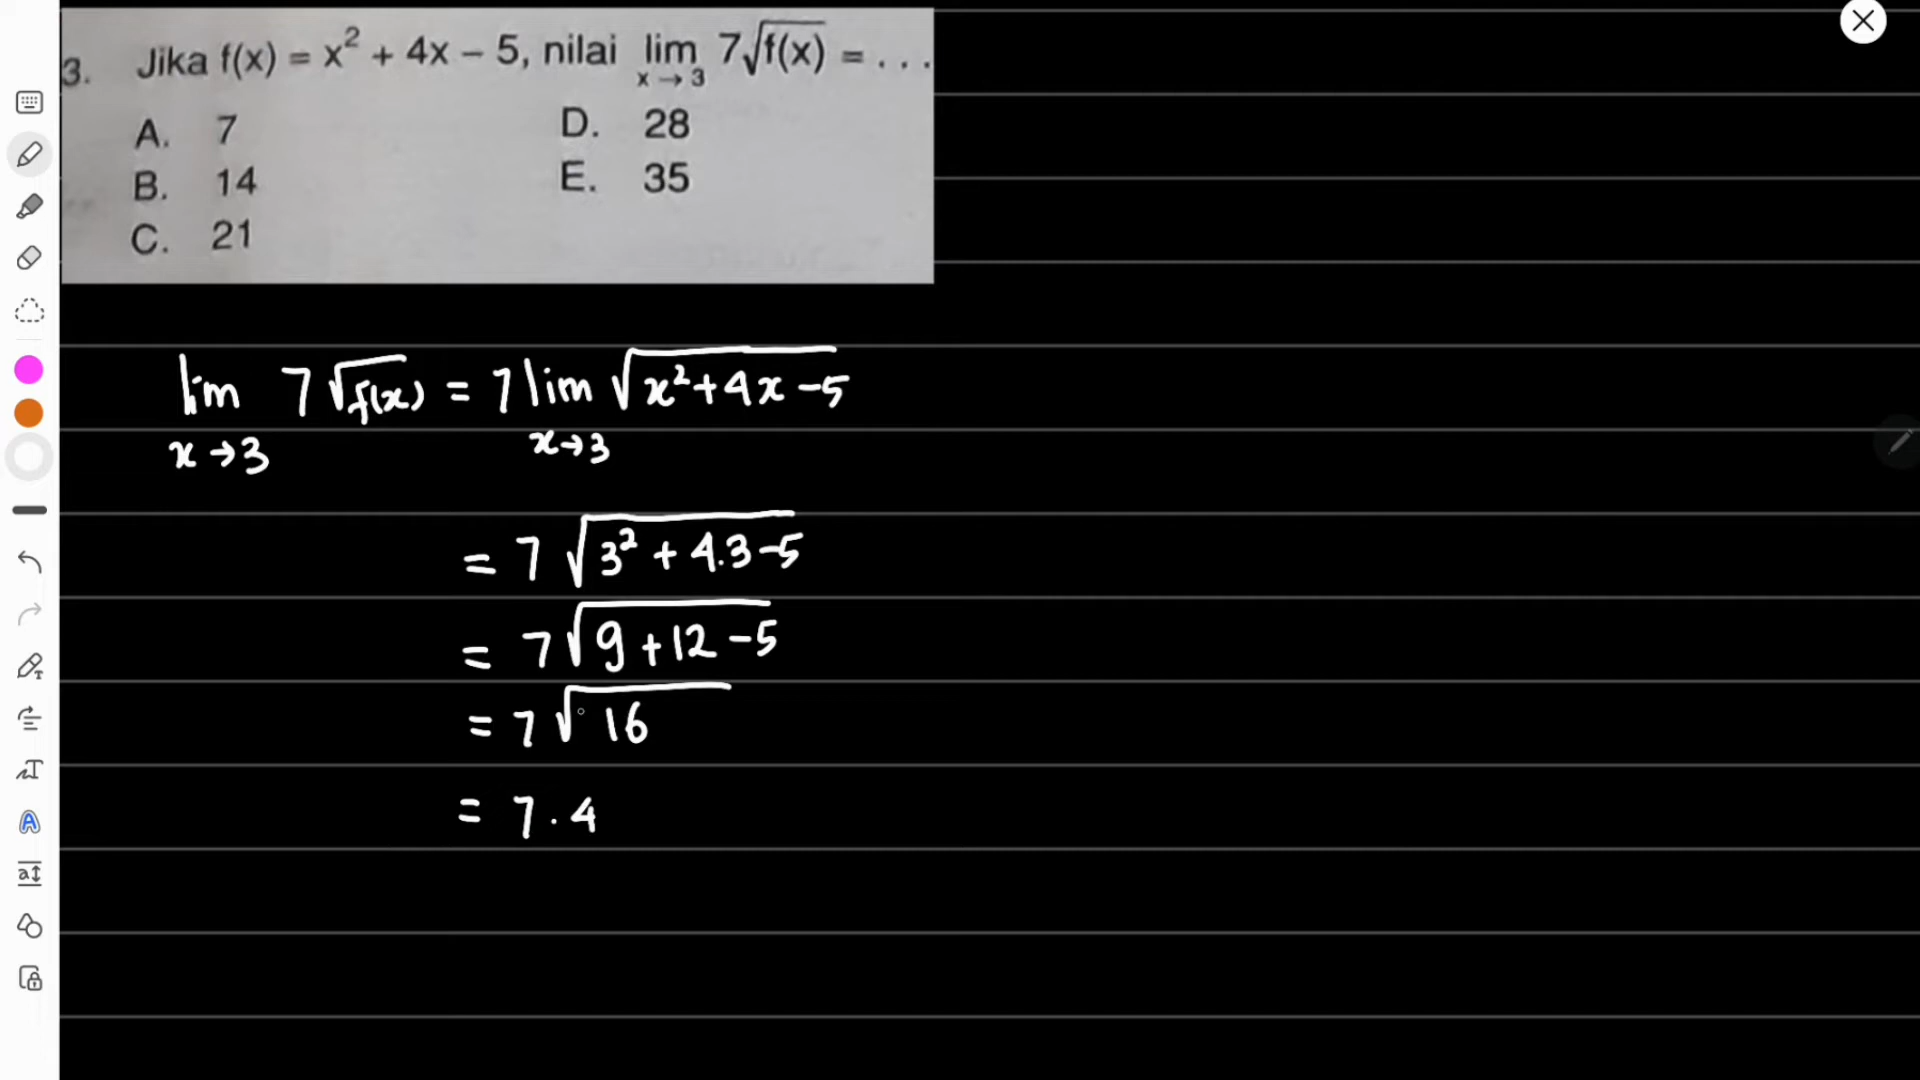 3. Jika f(x) = x² + 4x – 5, nilai lim 7√f(x) = . . .
x → 3
A. 7
D. 28
B. 14
E. 35
C. 21
lim 7 √f(x) = 7 lim √x²+4x–5
x→3 x→3
= 7 √3² + 4.3–5
= 7 √9 + 12 –5
= 7 √16
= 7 . 4